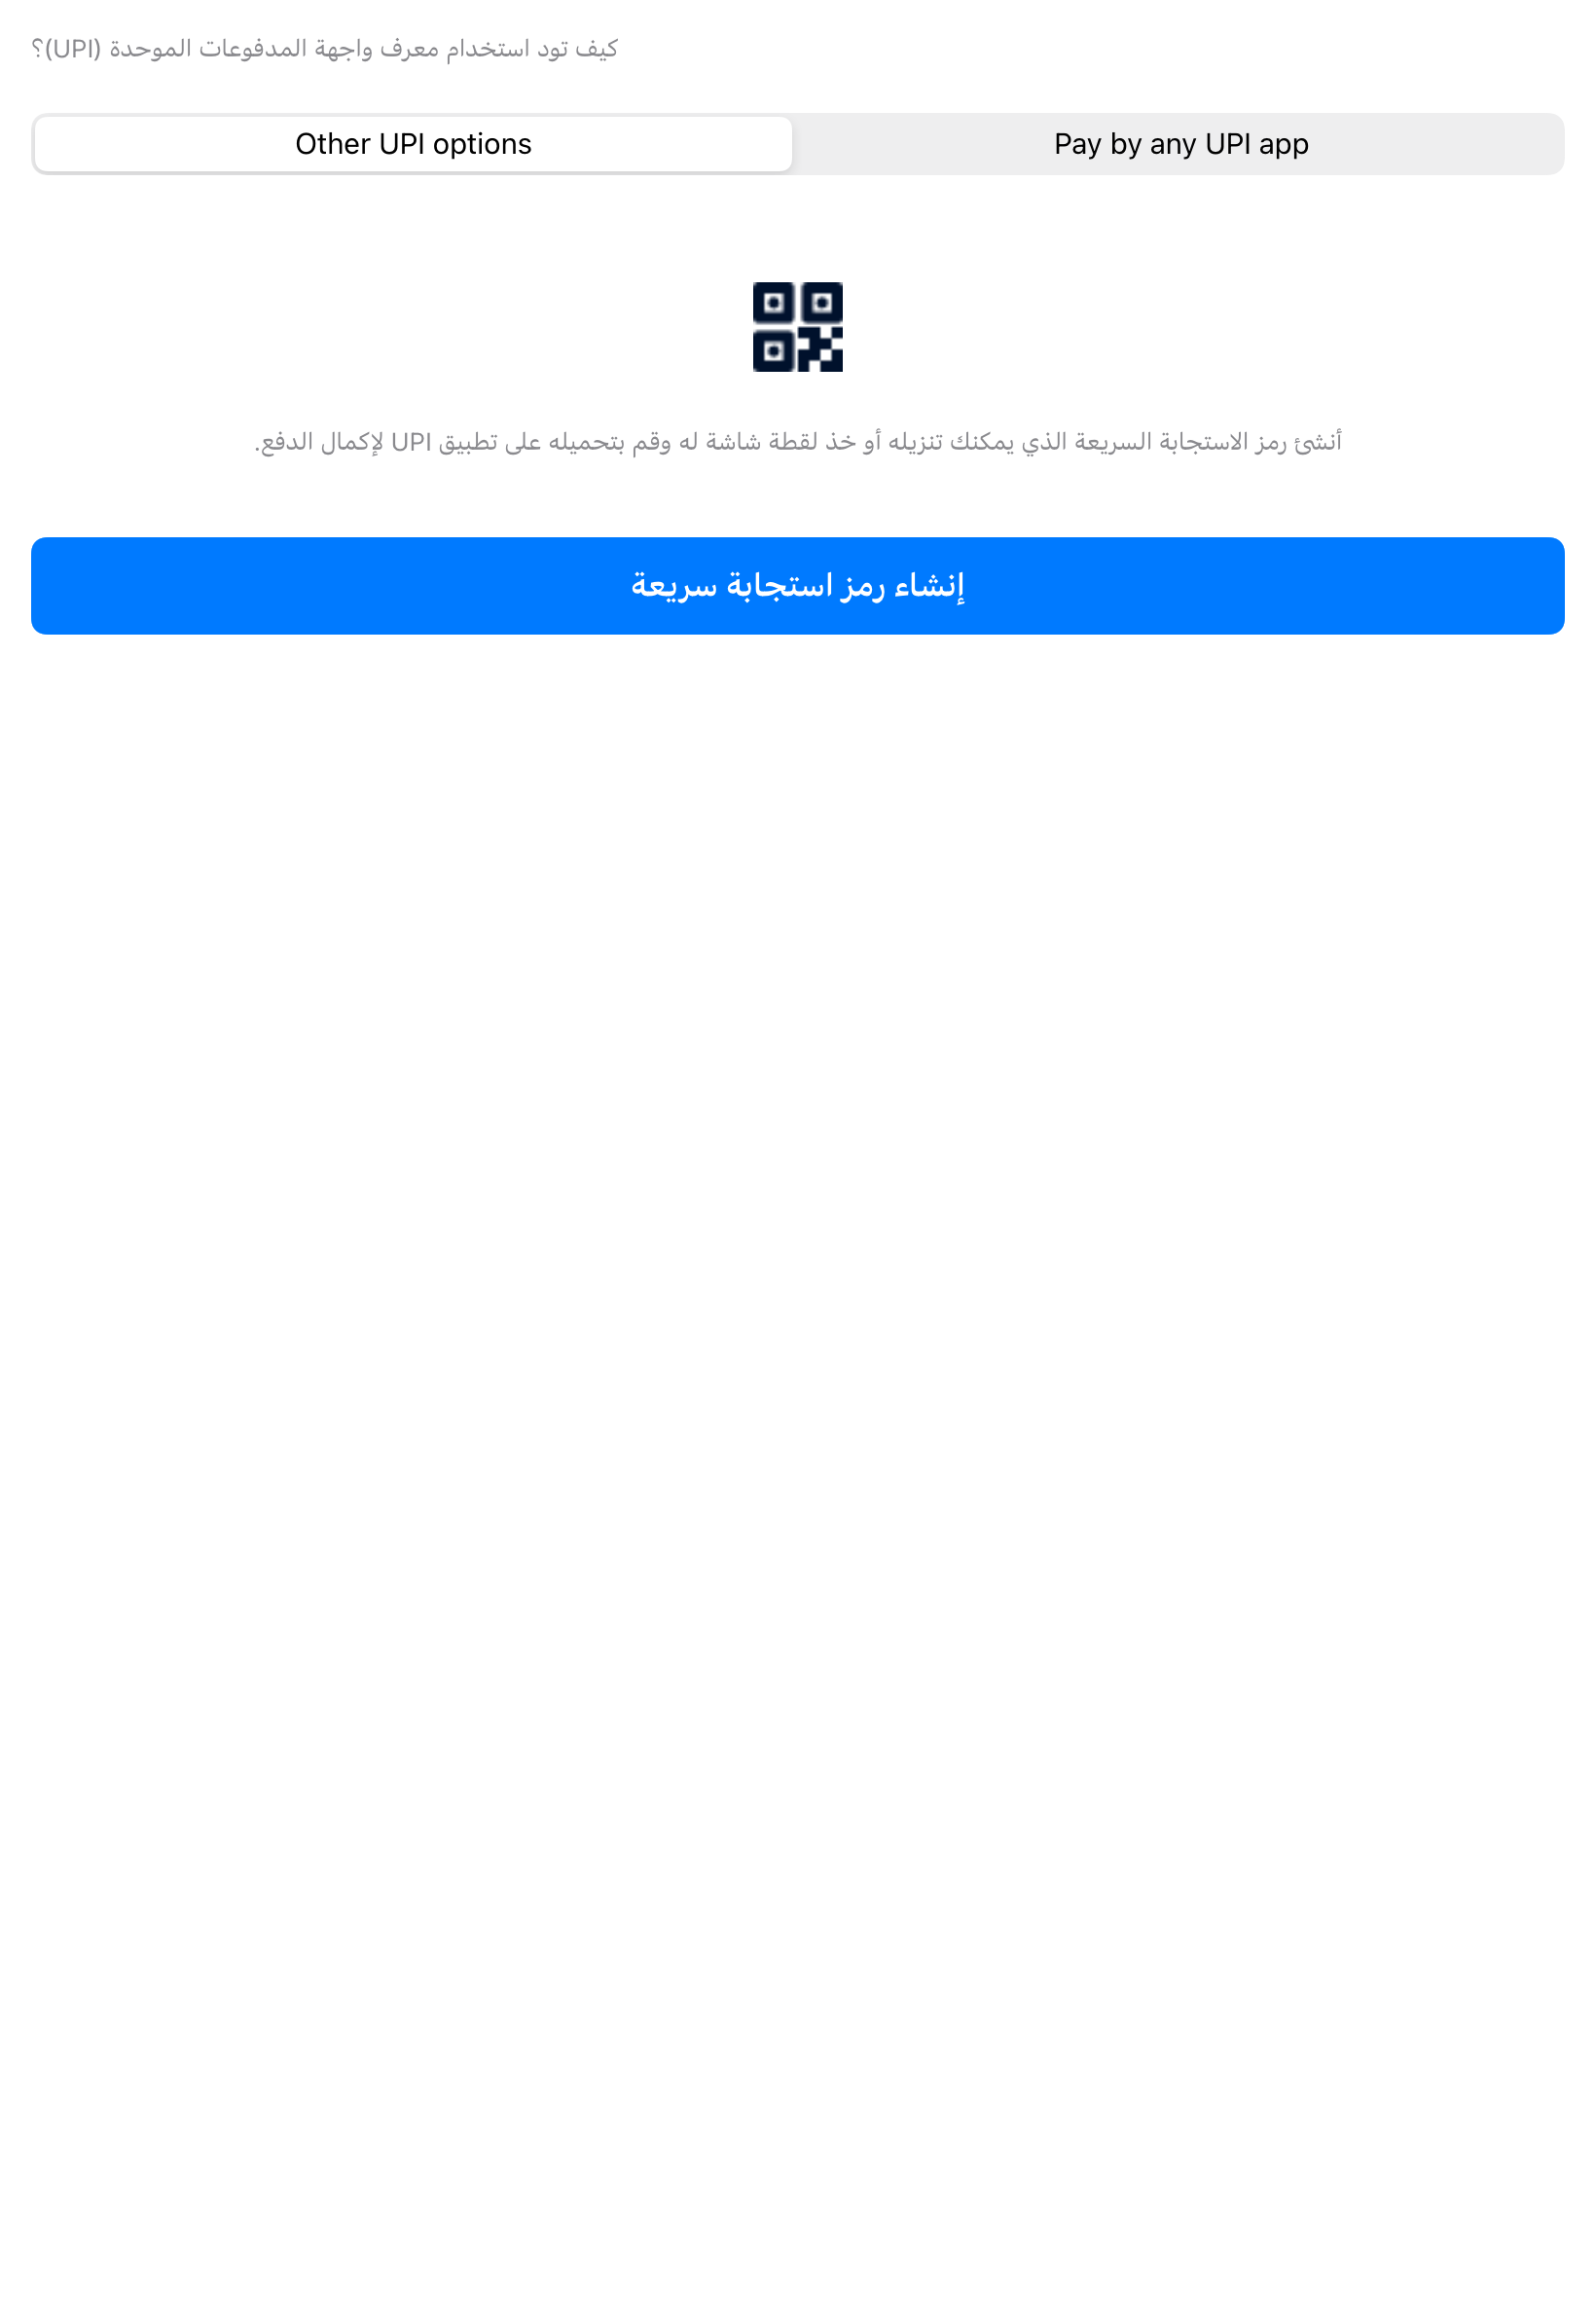 كيف تود استخدام معرف واجهة المدفوعات الموحدة (UPI)؟
Other UPI options
Pay by any UPI app
أنشئ رمز الاستجابة السريعة الذي يمكنك تنزيله أو خذ لقطة شاشة له وقم بتحميله على تطبيق UPI لإكمال الدفع.
إنشاء رمز استجابة سريعة